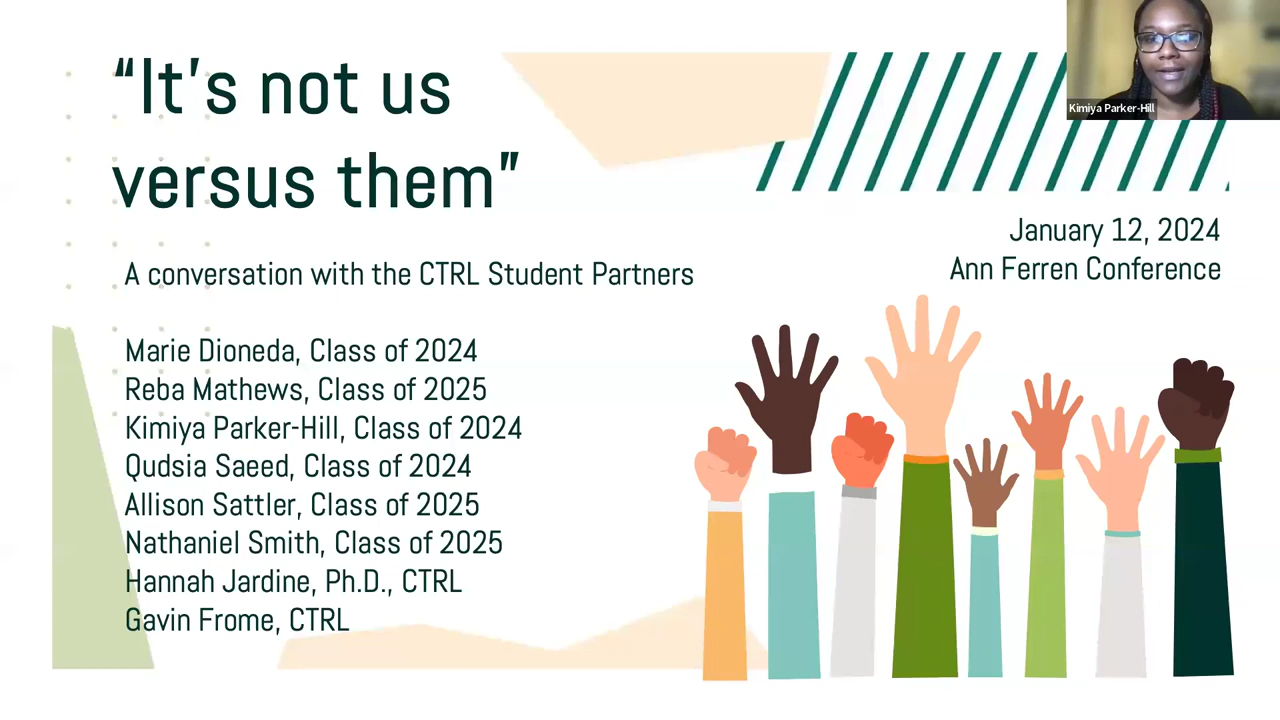 “It’s not us
versus them”
A conversation with the CTRL Student Partners
Marie Dioneda, Class of 2024
Reba Mathews, Class of 2025
Kimiya Parker-Hill, Class of 2024
Qudsia Saeed, Class of 2024
Allison Sattler, Class of 2025
Nathaniel Smith, Class of 2025
Hannah Jardine, Ph.D., CTRL
Gavin Frome, CTRL
January 12, 2024
Ann Ferren Conference
Kimiya Parker-Hill